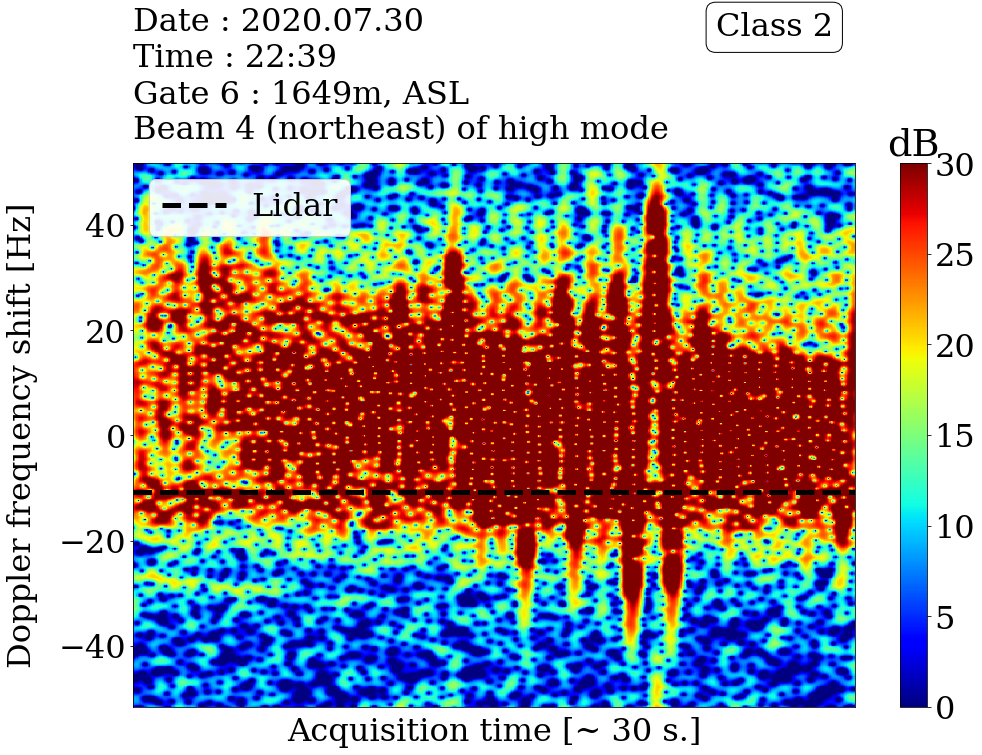 Date : 2020.07.30
Time : 22:39
Gate 6 : 1649m, ASL
Beam 4 (northeast) of high mode
Class 2
dB
Lidar
Doppler frequency shift [Hz]
40
20
0
−20
−40
30
25
20
15
10
5
0
Acquisition time [~ 30 s.]